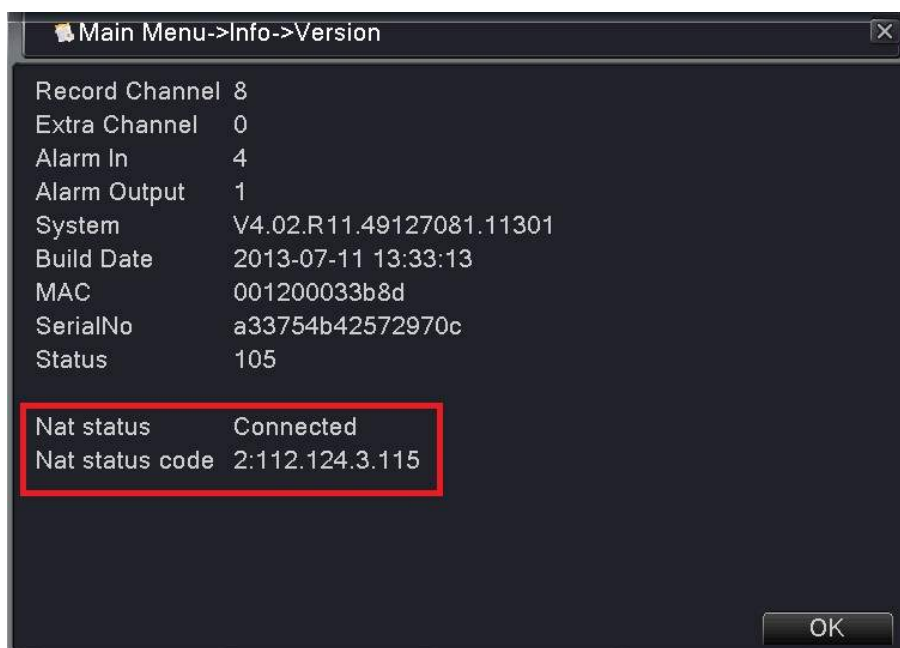 Main Menu->Info->Version
Record Channel 8
Extra Channel 0
Alarm In 4
Alarm Output 1
System V4.02.R11.49127081.11301
Build Date 2013-07-11 13:33:13
MAC 001200033b8d
SerialNo a33754b42572970c
Status 105
Nat status Connected
Nat status code 2:112.124.3.115
OK